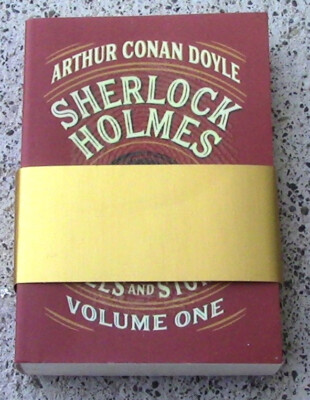 ARTHUR CONAN DOYLE
SHERLOCK
HOLMES
AND
VOLUME ONE